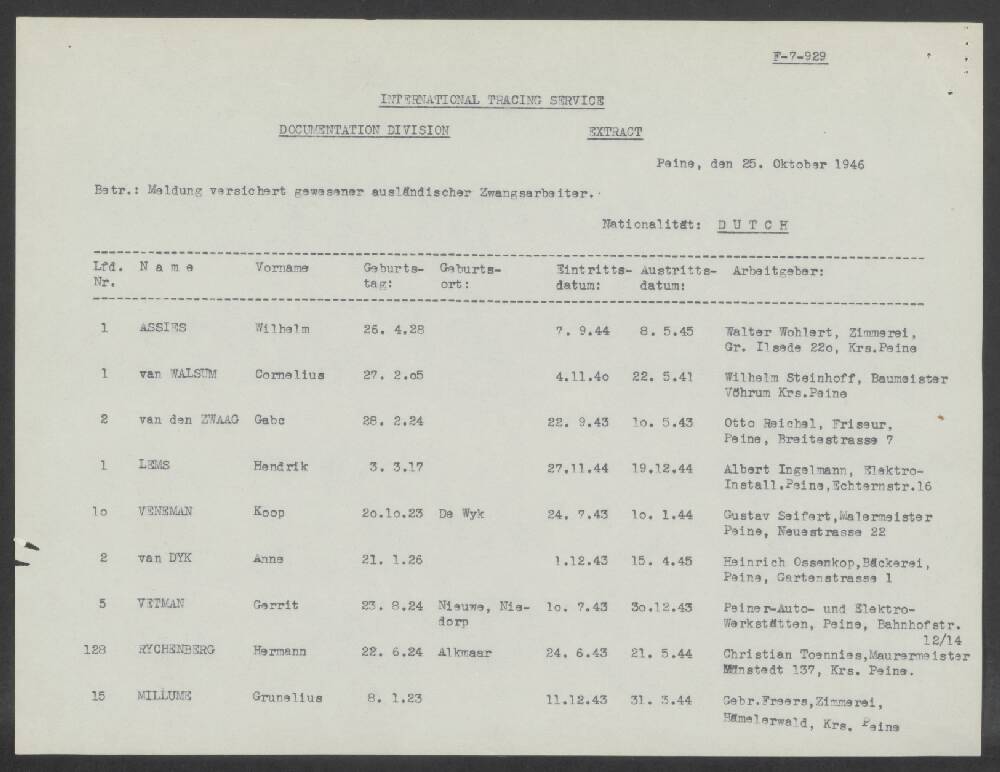 F-7-929
INTERNATIONAL TRACING SERVICE
DOCUMENTATION DIVISION EXTRACT
Peine, den 25. Oktober 1946
Betr.: Meldung versichert gewesener ausländischer Zwangsarbeiter.
Nationalität: D U T C H
Lfd. N a m e Vorname Geburts- Geburts- Eintritts- Austritts- Arbeitgeber:
Nr. tag: ort: datum: datum:
1 ASSIES Wilhelm 26. 4.28 7. 9.44 8. 5.45 Walter Wohlert, Zimmerei,
Gr. Ilsede 22o, Krs.Peine
1 van WALSUM Cornelius 27. 2.o5 4.11.4o 22. 5.41 Wilhelm Steinhoff, Baumeister
Vöhrum Krs.Peine
2 van den ZWAAG Gabe 28. 2.24 22. 9.43 1o. 5.43 Otto Reichel, Friseur,
Peine, Breitestrasse 7
1 LEMS Hendrik 3. 3.17 27.11.44 19.12.44 Albert Ingelmann, Elektro-
Install.Peine,Echternstr.16
1o VENEMAN Koop 2o.1o.23 De Wyk 24. 7.43 1o. 1.44 Gustav Seifert,Malermeister
Peine, Neuestrasse 22
2 van DYK Anne 21. 1.26 1.12.43 15. 4.45 Heinrich Ossenkop,Bäckerei,
Peine, Gartenstrasse 1
5 VETMAN Gerrit 23. 8.24 Nieuwe, Nie- 1o. 7.43 3o.12.43 Peiner-Auto- und Elektro-
dorp Werkstätten, Peine, Bahnhofstr.
12/14
128 RYCHENBERG Hermann 22. 6.24 Alkmaar 24. 6.43 21. 5.44 Christian Toennies,Maurermeister
Münstedt 137, Krs. Peine.
15 MILLUME Grunelius 8. 1.23 11.12.43 31. 3.44 Gebr.Freers,Zimmerei,
Hämelerwald, Krs. Peine